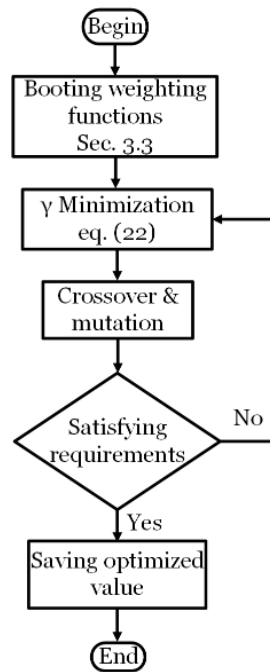 Begin
Booting weighting
functions
Sec. 3.3
γ Minimization
eq. (22)
Crossover &
mutation
Satisfying
requirements
No
Yes
Saving optimized
value
End